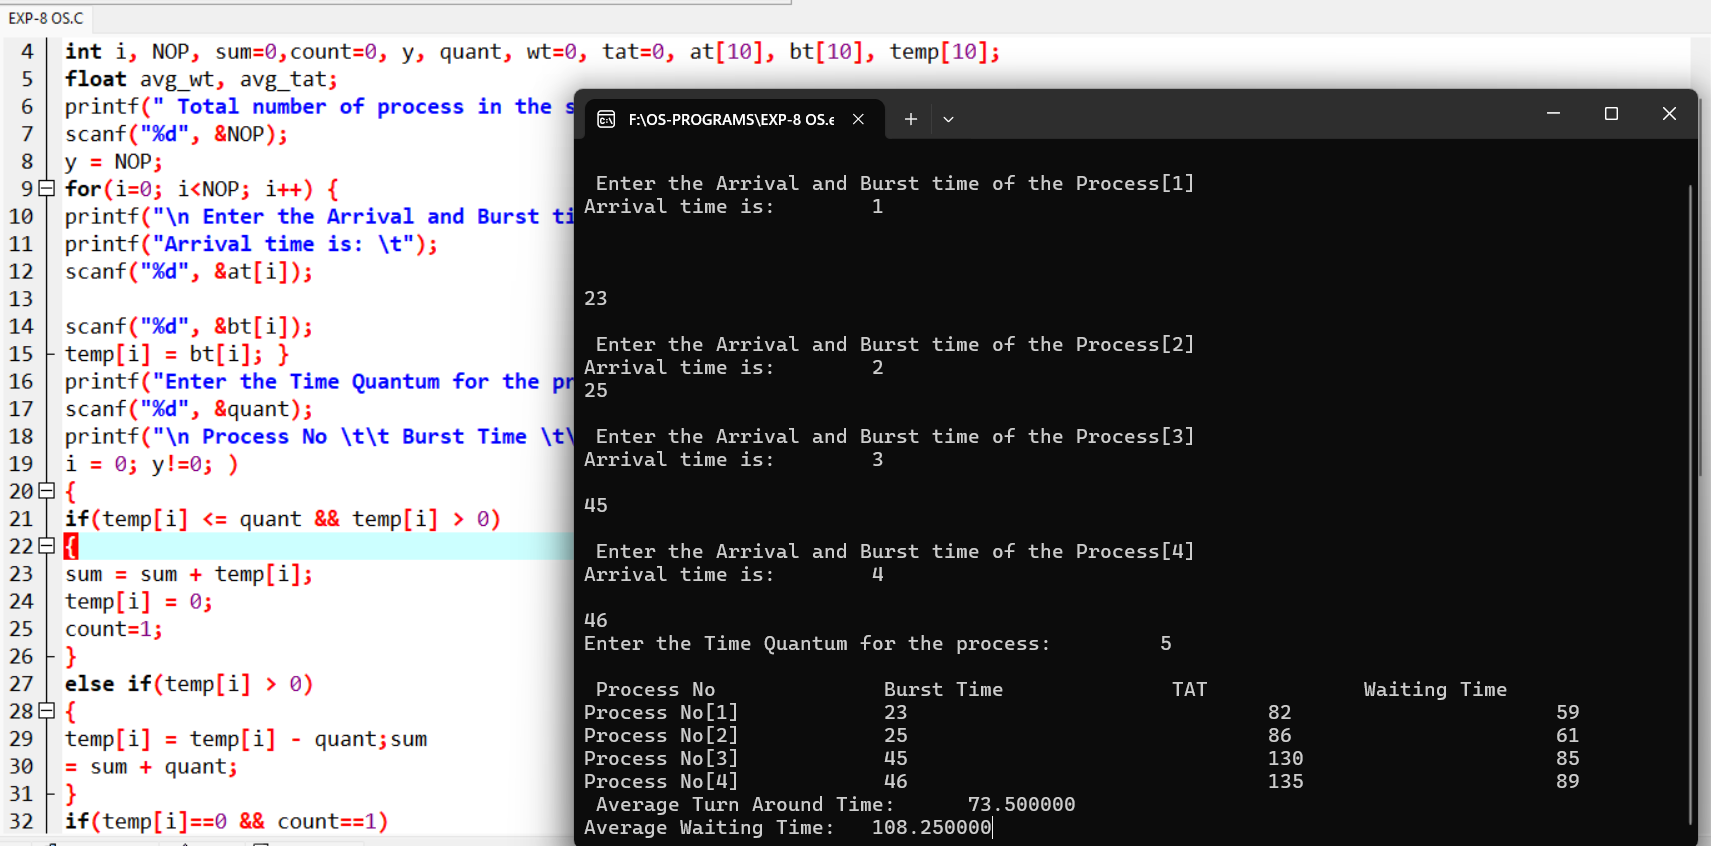 EXP-8 OS.C
4 int i, NOP, sum=0,count=0, y, quant, wt=0, tat=0, at[10], bt[10], temp[10];
5 float avg_wt, avg_tat;
6 printf(" Total number of process in the s
7 scanf("%d", &NOP);
8 y = NOP;
9 for(i=0; i<NOP; i++) {
10 printf("\n Enter the Arrival and Burst ti
11 printf("Arrival time is: \t");
12 scanf("%d", &at[i]);
13
14 scanf("%d", &bt[i]);
15 temp[i] = bt[i]; }
16 printf("Enter the Time Quantum for the pr
17 scanf("%d", &quant);
18 printf("\n Process No \t\t Burst Time \t\
19 i = 0; y!=0; )
20 {
21 if(temp[i] <= quant && temp[i] > 0)
22 {
23 sum = sum + temp[i];
24 temp[i] = 0;
25 count=1;
26 }
27 else if(temp[i] > 0)
28 {
29 temp[i] = temp[i] - quant;sum
30 = sum + quant;
31 }
32 if(temp[i]==0 && count==1)
F:\OS-PROGRAMS\EXP-8 OS.e
Enter the Arrival and Burst time of the Process[1]
Arrival time is: 1
23
Enter the Arrival and Burst time of the Process[2]
Arrival time is: 2
25
Enter the Arrival and Burst time of the Process[3]
Arrival time is: 3
45
Enter the Arrival and Burst time of the Process[4]
Arrival time is: 4
46
Enter the Time Quantum for the process: 5
Process No Burst Time TAT Waiting Time
Process No[1] 23 82 59
Process No[2] 25 86 61
Process No[3] 45 130 85
Process No[4] 46 135 89
Average Turn Around Time: 73.500000
Average Waiting Time: 108.250000